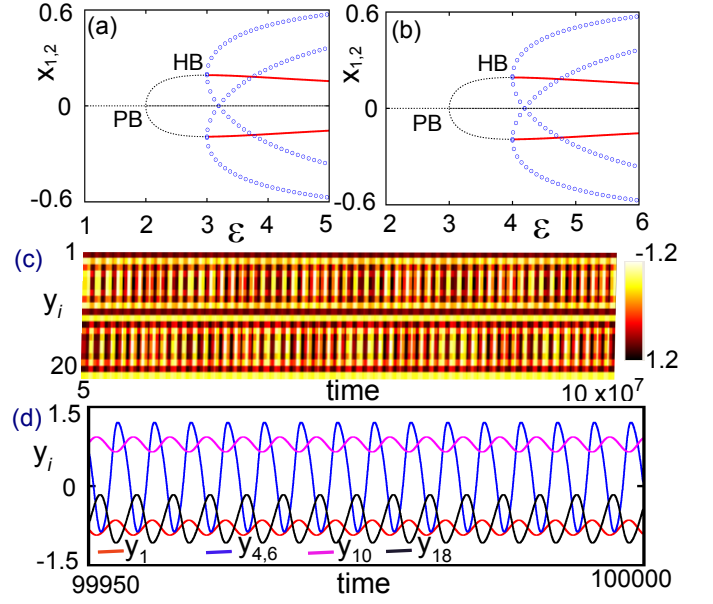 0.6 (a) 0.6 (b)
x1,2 HB x1,2 HB
0 0
PB PB
-0.6 -0.6
1 2 3 ε 4 5 2 3 4 ε 5 6
(c) 1 -1.2
yi
20 1.2
5 time 10 x10^7
(d) 1.5
yi
0
-1.5 y1 y4,6 y10 y18
99950 time 100000